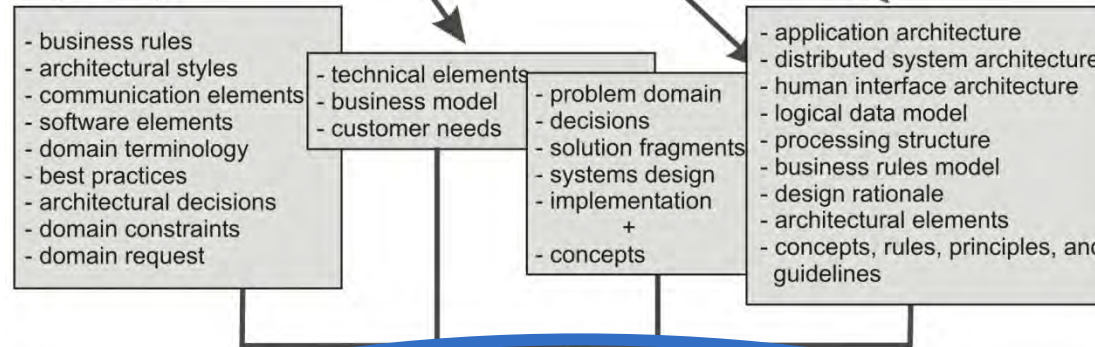 - business rules
- architectural styles
- communication elements
- software elements
- domain terminology
- best practices
- architectural decisions
- domain constraints
- domain request
- technical elements
- business model
- customer needs
- problem domain
- decisions
- solution fragments
- systems design
- implementation
+
- concepts
- application architecture
- distributed system architecture
- human interface architecture
- logical data model
- processing structure
- business rules model
- design rationale
- architectural elements
- concepts, rules, principles, and
guidelines